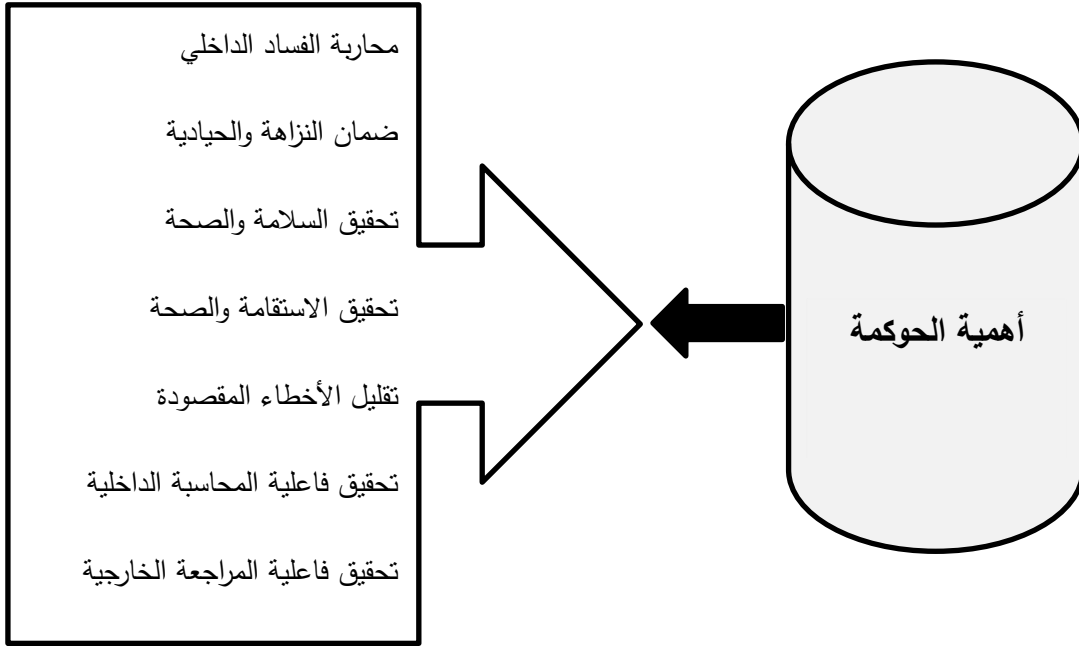 أهمية الحوكمة
محاربة الفساد الداخلي
ضمان النزاهة والحيادية
تحقيق السلامة والصحة
تحقيق الاستقامة والصحة
تقليل الأخطاء المقصودة
تحقيق فاعلية المحاسبة الداخلية
تحقيق فاعلية المراجعة الخارجية